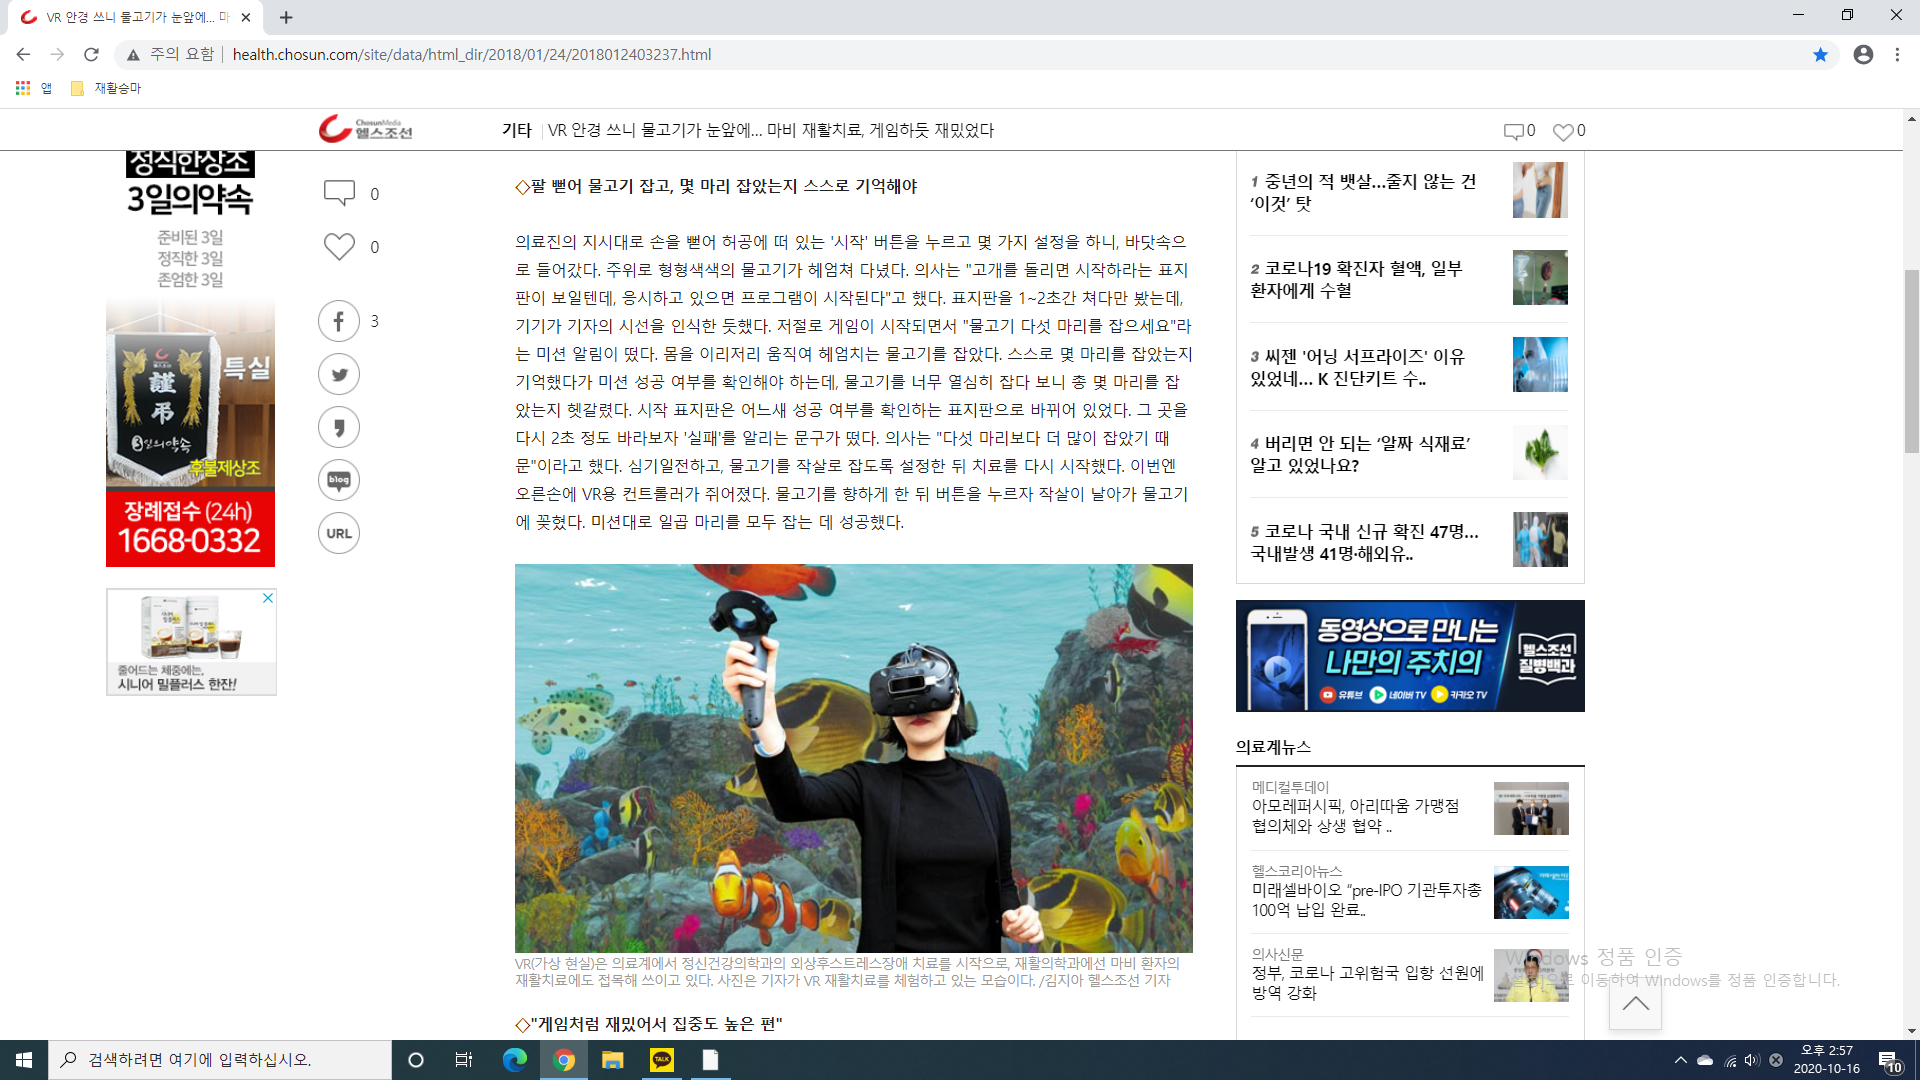 VR 안경 쓰니 물고기가 눈앞에... 마
주의 요함
health.chosun.com/site/data/html_dir/2018/01/24/2018012403237.html
앱
재활승마
ChosunMedia
헬스조선
기타
VR 안경 쓰니 물고기가 눈앞에... 마비 재활치료, 게임하듯 재밌었다
0
0
정직한상조
3일의약속
준비된 3일
정직한 3일
존엄한 3일
특실
謹
弔
3일의약속
후불제상조
장례접수 (24h)
1668-0332
줄어드는 체중에는,
시니어 밀플러스 한잔!
0
0
3
blog
URL
◇팔 뻗어 물고기 잡고, 몇 마리 잡았는지 스스로 기억해야
의료진의 지시대로 손을 뻗어 허공에 떠 있는 '시작' 버튼을 누르고 몇 가지 설정을 하니, 바닷속으
로 들어갔다. 주위로 형형색색의 물고기가 헤엄쳐 다녔다. 의사는 "고개를 돌리면 시작하라는 표지
판이 보일텐데, 응시하고 있으면 프로그램이 시작된다"고 했다. 표지판을 1~2초간 쳐다만 봤는데,
기기가 기자의 시선을 인식한 듯했다. 저절로 게임이 시작되면서 "물고기 다섯 마리를 잡으세요"라
는 미션 알림이 떴다. 몸을 이리저리 움직여 헤엄치는 물고기를 잡았다. 스스로 몇 마리를 잡았는지
기억했다가 미션 성공 여부를 확인해야 하는데, 물고기를 너무 열심히 잡다 보니 총 몇 마리를 잡
았는지 헷갈렸다. 시작 표지판은 어느새 성공 여부를 확인하는 표지판으로 바뀌어 있었다. 그 곳을
다시 2초 정도 바라보자 '실패'를 알리는 문구가 떴다. 의사는 "다섯 마리보다 더 많이 잡았기 때
문"이라고 했다. 심기일전하고, 물고기를 작살로 잡도록 설정한 뒤 치료를 다시 시작했다. 이번엔
오른손에 VR용 컨트롤러가 쥐어졌다. 물고기를 향하게 한 뒤 버튼을 누르자 작살이 날아가 물고기
에 꽂혔다. 미션대로 일곱 마리를 모두 잡는 데 성공했다.
VR(가상 현실)은 의료계에서 정신건강의학과의 외상후스트레스장애 치료를 시작으로, 재활의학과에선 마비 환자의
재활치료에도 접목해 쓰이고 있다. 사진은 기자가 VR 재활치료를 체험하고 있는 모습이다. /김지아 헬스조선 기자
◇"게임처럼 재밌어서 집중도 높은 편"
1 중년의 적 뱃살...줄지 않는 건
‘이것’ 탓
2 코로나19 확진자 혈액, 일부
환자에게 수혈
3 씨젠 '어닝 서프라이즈' 이유
있었네... K 진단키트 수..
4 버리면 안 되는 ‘알짜 식재료’
알고 있었나요?
5 코로나 국내 신규 확진 47명...
국내발생 41명·해외유..
동영상으로 만나는
나만의 주치의
유튜브 네이버 TV 카카오 TV
헬스조선
질병백과
의료계뉴스
메디컬투데이
아모레퍼시픽, 아리따움 가맹점
협의체와 상생 협약 ..
헬스코리아뉴스
미래셀바이오 “pre-IPO 기관투자총
100억 납입 완료..
의사신문
정부, 코로나 고위험국 입항 선원에
방역 강화
Windows 정품 인증
설정으로 이동하여 Windows를 정품 인증합니다.
검색하려면 여기에 입력하십시오.
TALK
오후 2:57
2020-10-16
10